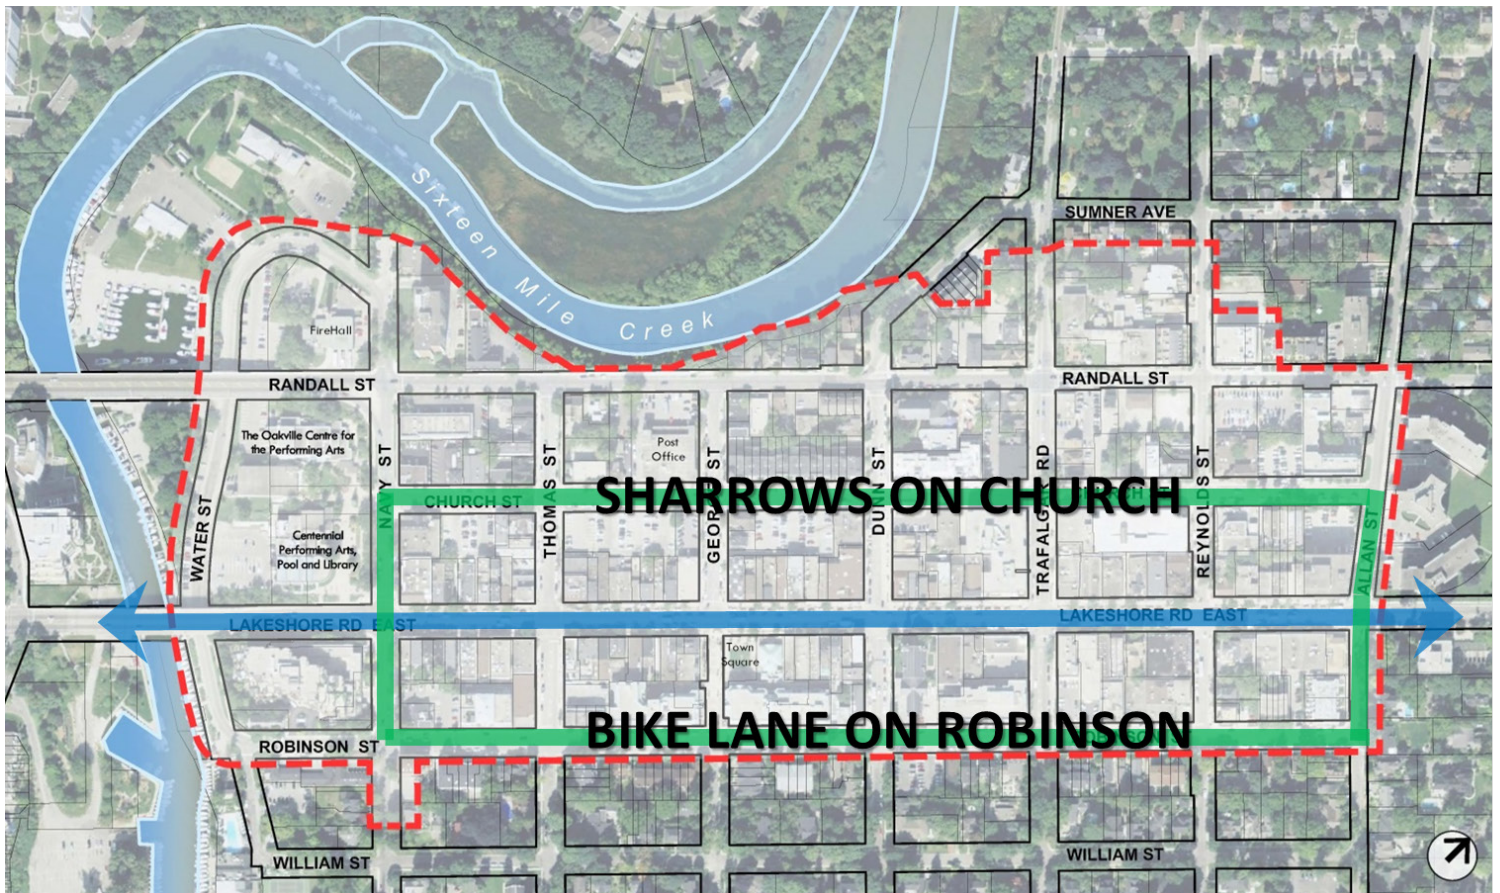 SUMNER AVE
Sixteen Mile Creek
FireHall
RANDALL ST
RANDALL ST
The Oakville Centre for
the Performing Arts
Post
Office
NAVY ST
THOMAS ST
GEORGE ST
DUNN ST
TRAFALGAR RD
REYNOLDS ST
WATER ST
ALLAN ST
CHURCH ST
SHARROWS ON CHURCH
Centennial
Performing Arts,
Pool and Library
LAKESHORE RD EAST
LAKESHORE RD EAST
Town
Square
ROBINSON ST
BIKE LANE ON ROBINSON
WILLIAM ST
WILLIAM ST